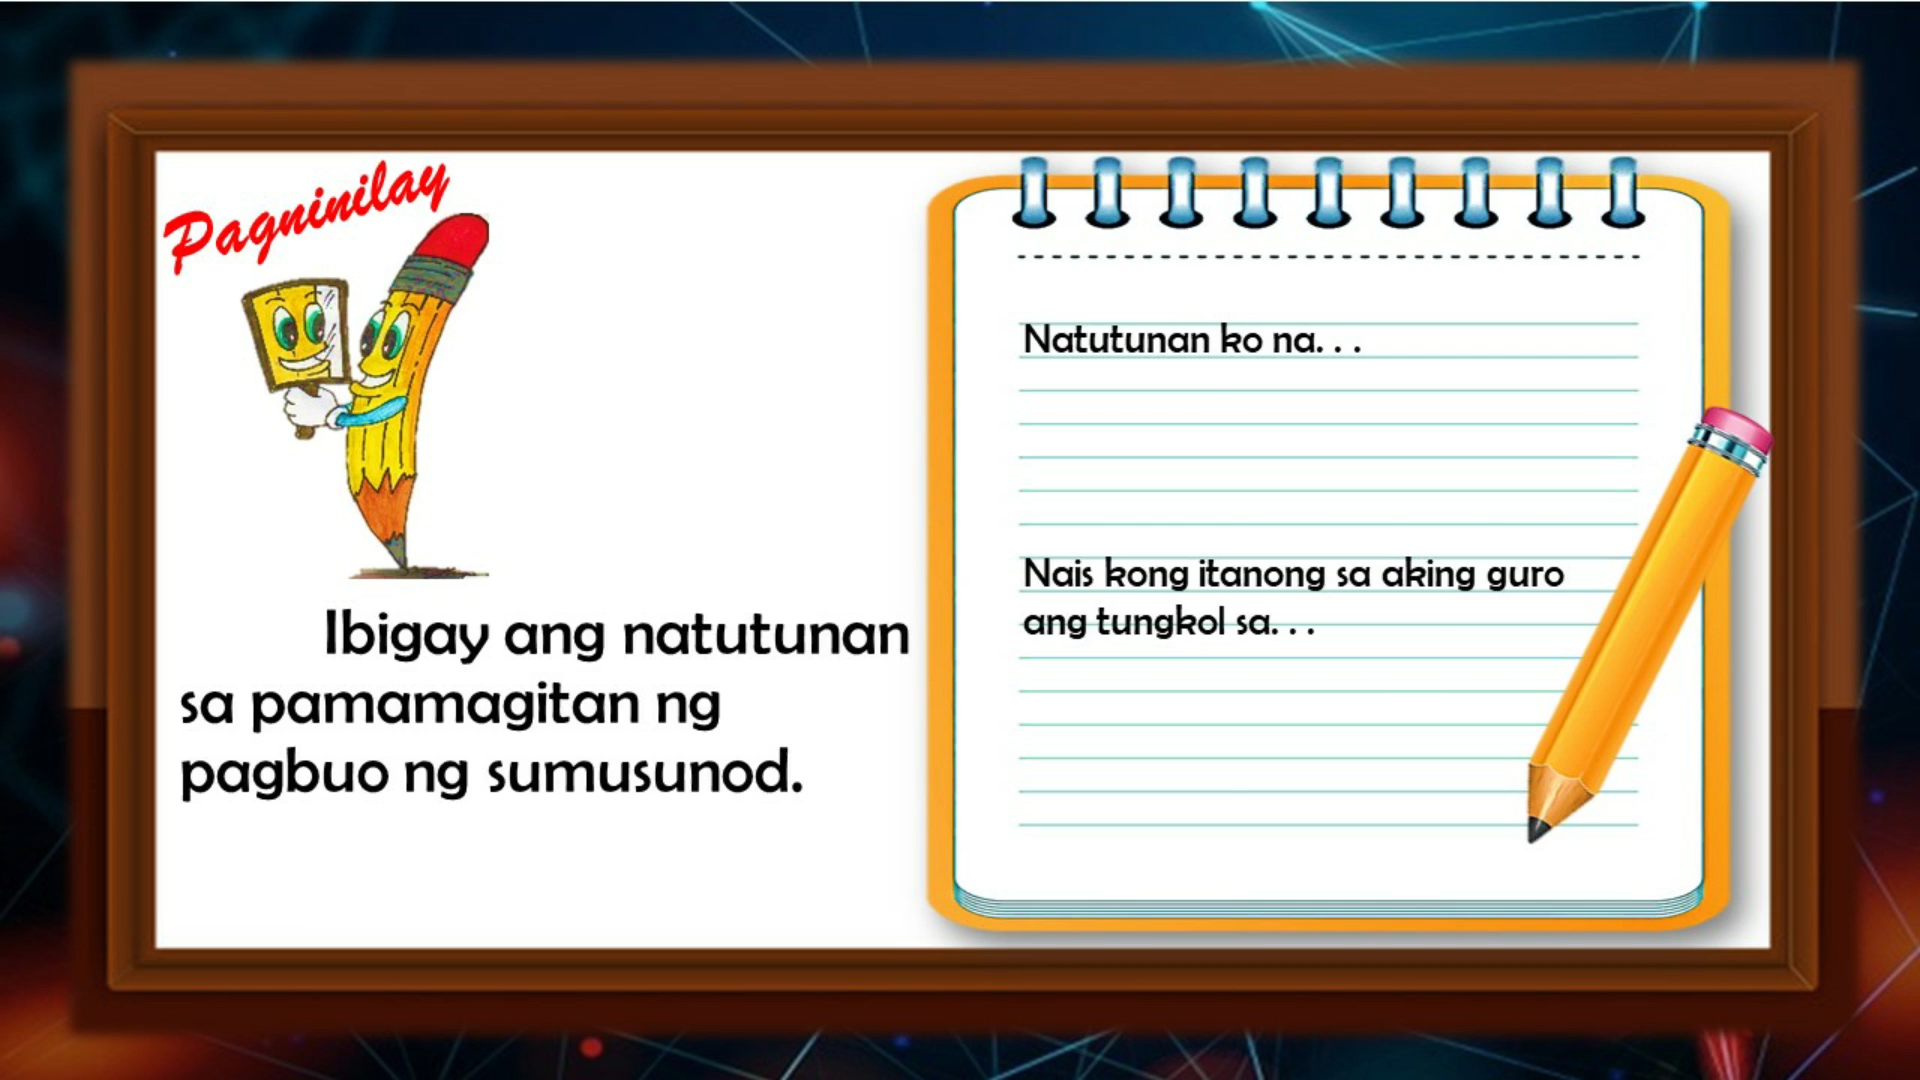 Pagninilay
Ibigay ang natutunan
sa pamamagitan ng
pagbuo ng sumusunod.
Natutunan ko na. . .
Nais kong itanong sa aking guro
ang tungkol sa. . .